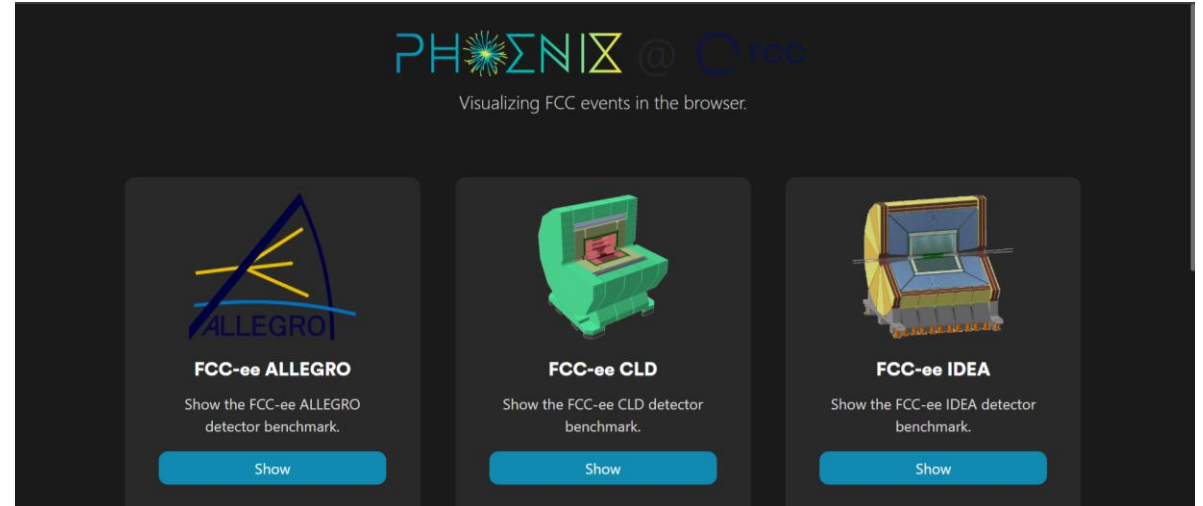 PHOENIX @ FCC
Visualizing FCC events in the browser.
ALLEGRO
FCC-ee ALLEGRO
Show the FCC-ee ALLEGRO
detector benchmark.
Show
FCC-ee CLD
Show the FCC-ee CLD detector
benchmark.
Show
FCC-ee IDEA
Show the FCC-ee IDEA detector
benchmark.
Show